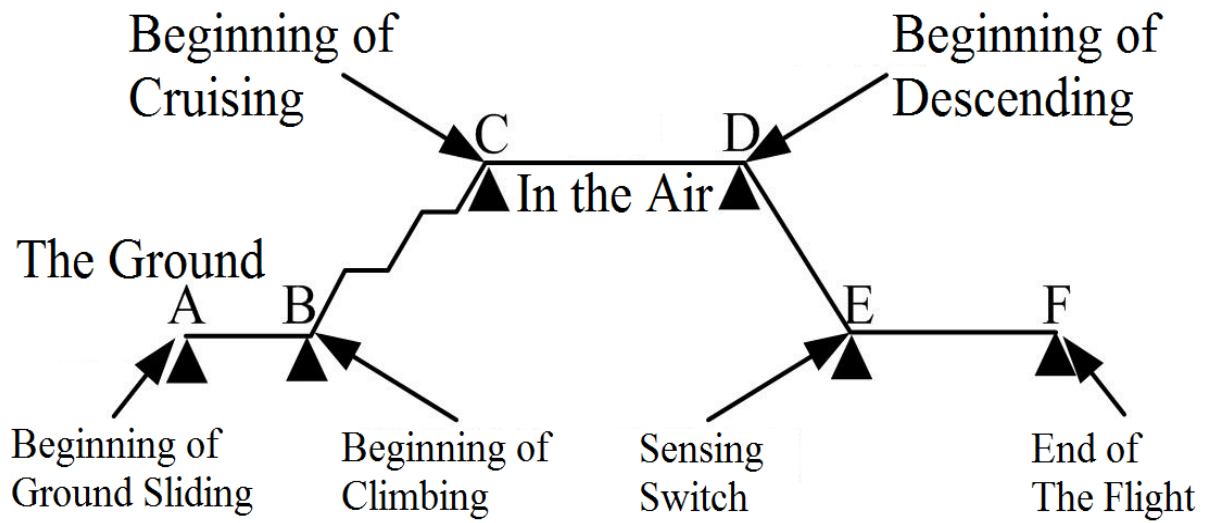 Beginning of
Cruising
Beginning of
Descending
C
D
In the Air
The Ground
A
B
E
F
Beginning of
Ground Sliding
Beginning of
Climbing
Sensing
Switch
End of
The Flight